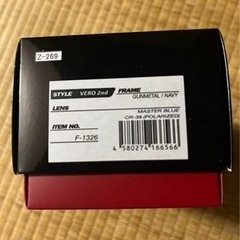 Z-269
STYLE VERO 2nd FRAME
GUNMETAL / NAVY
LENS MASTER BLUE
CR-39 (POLARIZED)
ITEM NO. F-1326
4 580274 166566